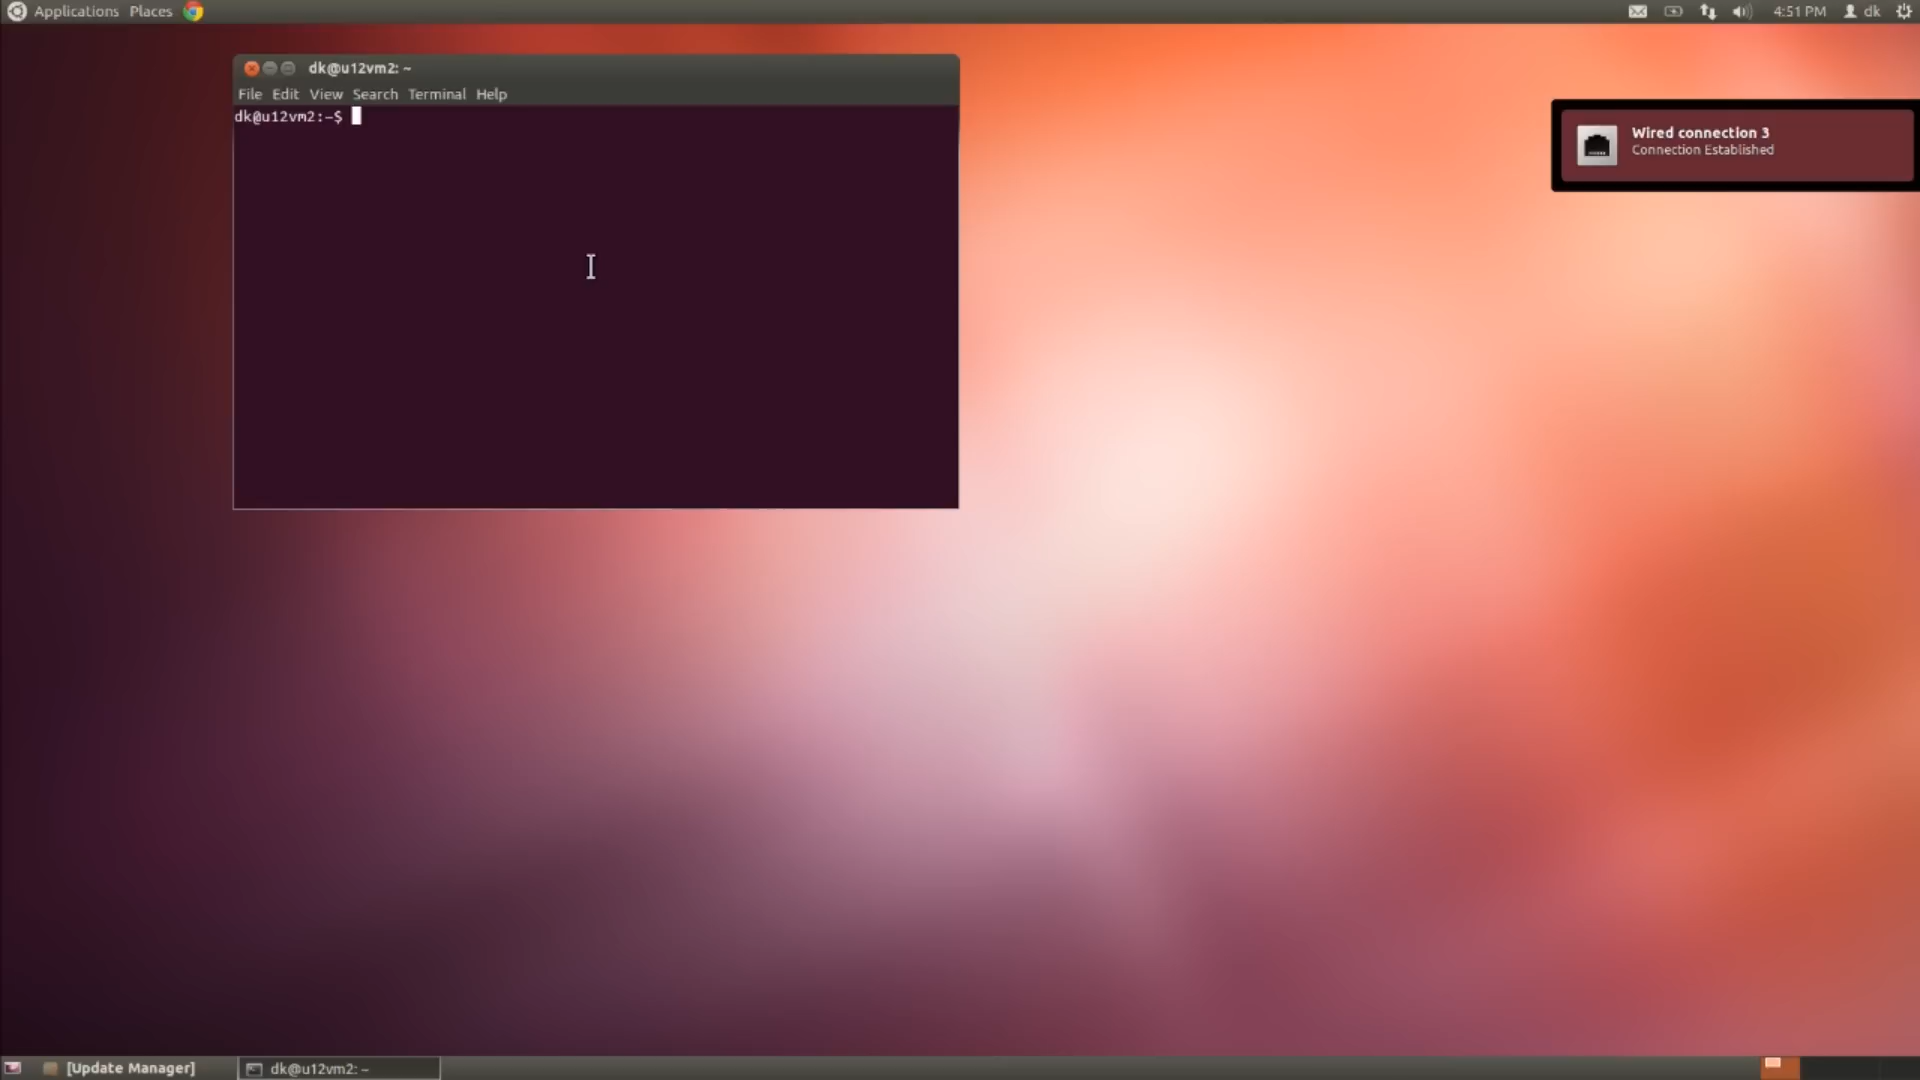 Applications Places
4:51 PM dk
dk@u12vm2: ~
File Edit View Search Terminal Help
dk@u12vm2:~$
Wired connection 3
Connection Established
[Update Manager]
dk@u12vm2: ~